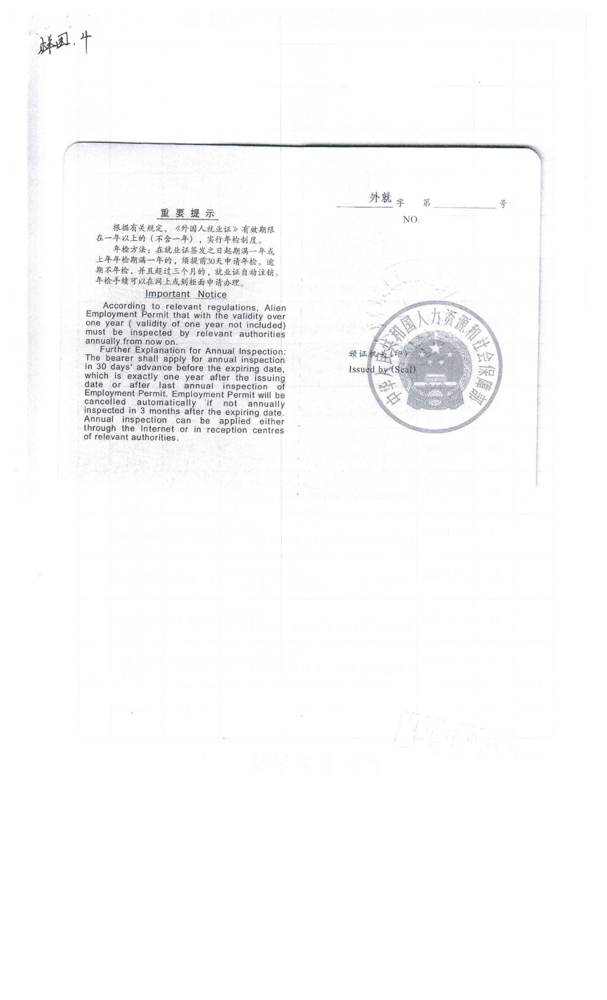 样图.4
重要提示
根据有关规定，《外国人就业证》有效期限
在一年以上的（不含一年），实行年检制度。
年检方法：在就业证签发之日起期满一年或
上年年检期满一年的，须提前30天申请年检。逾
期不年检，并且超过三个月的，就业证自动注销。
年检手续可以在网上或到柜面申请办理。
Important Notice
According to relevant regulations, Alien
Employment Permit that with the validity over
one year ( validity of one year not included)
must be inspected by relevant authorities
annually from now on.
Further Explanation for Annual Inspection:
The bearer shall apply for annual inspection
in 30 days' advance before the expiring date,
which is exactly one year after the issuing
date or after last annual inspection of
Employment Permit. Employment Permit will be
cancelled automatically if not annually
inspected in 3 months after the expiring date.
Annual inspection can be applied either
through the Internet or in reception centres
of relevant authorities.
外就 字 第 号
NO.
颁证机关(印)
Issued by (Seal)
中华人民共和国人力资源和社会保障部